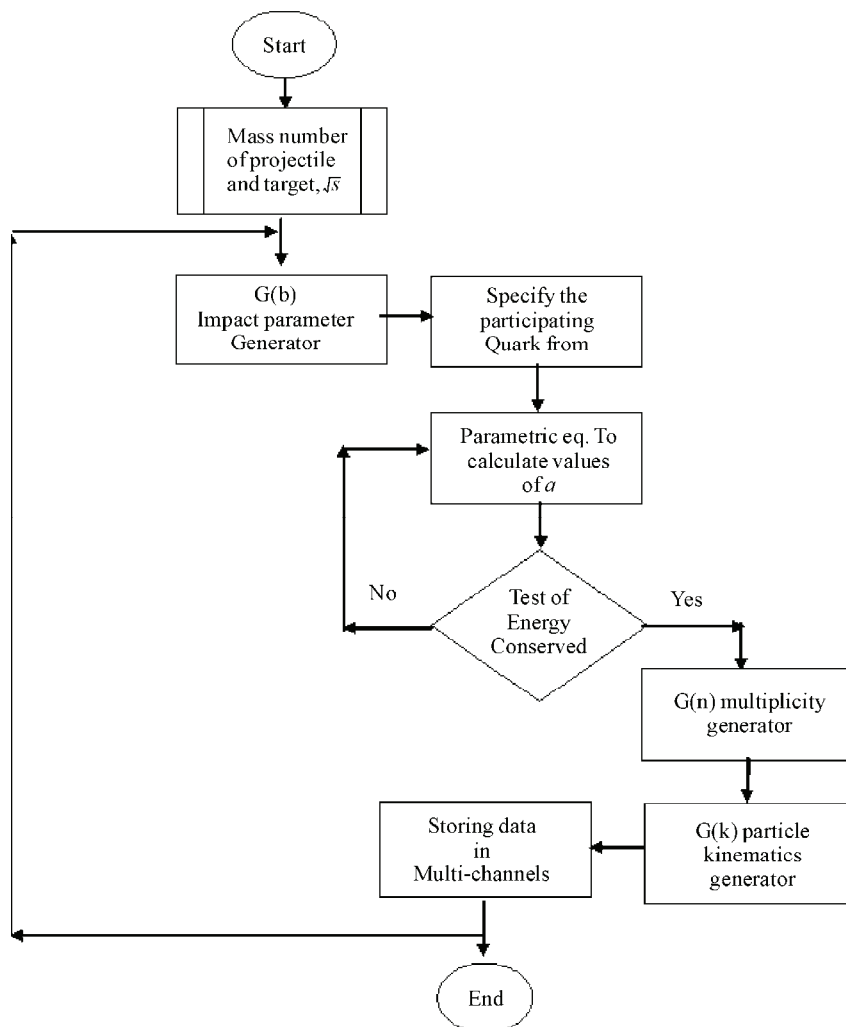 Start
Mass number
of projectile
and target, √s
G(b)
Impact parameter
Generator
Specify the
participating
Quark from
Parametric eq. To
calculate values
of a
No
Test of
Energy
Conserved
Yes
G(n) multiplicity
generator
Storing data
in
Multi-channels
G(k) particle
kinematics
generator
End